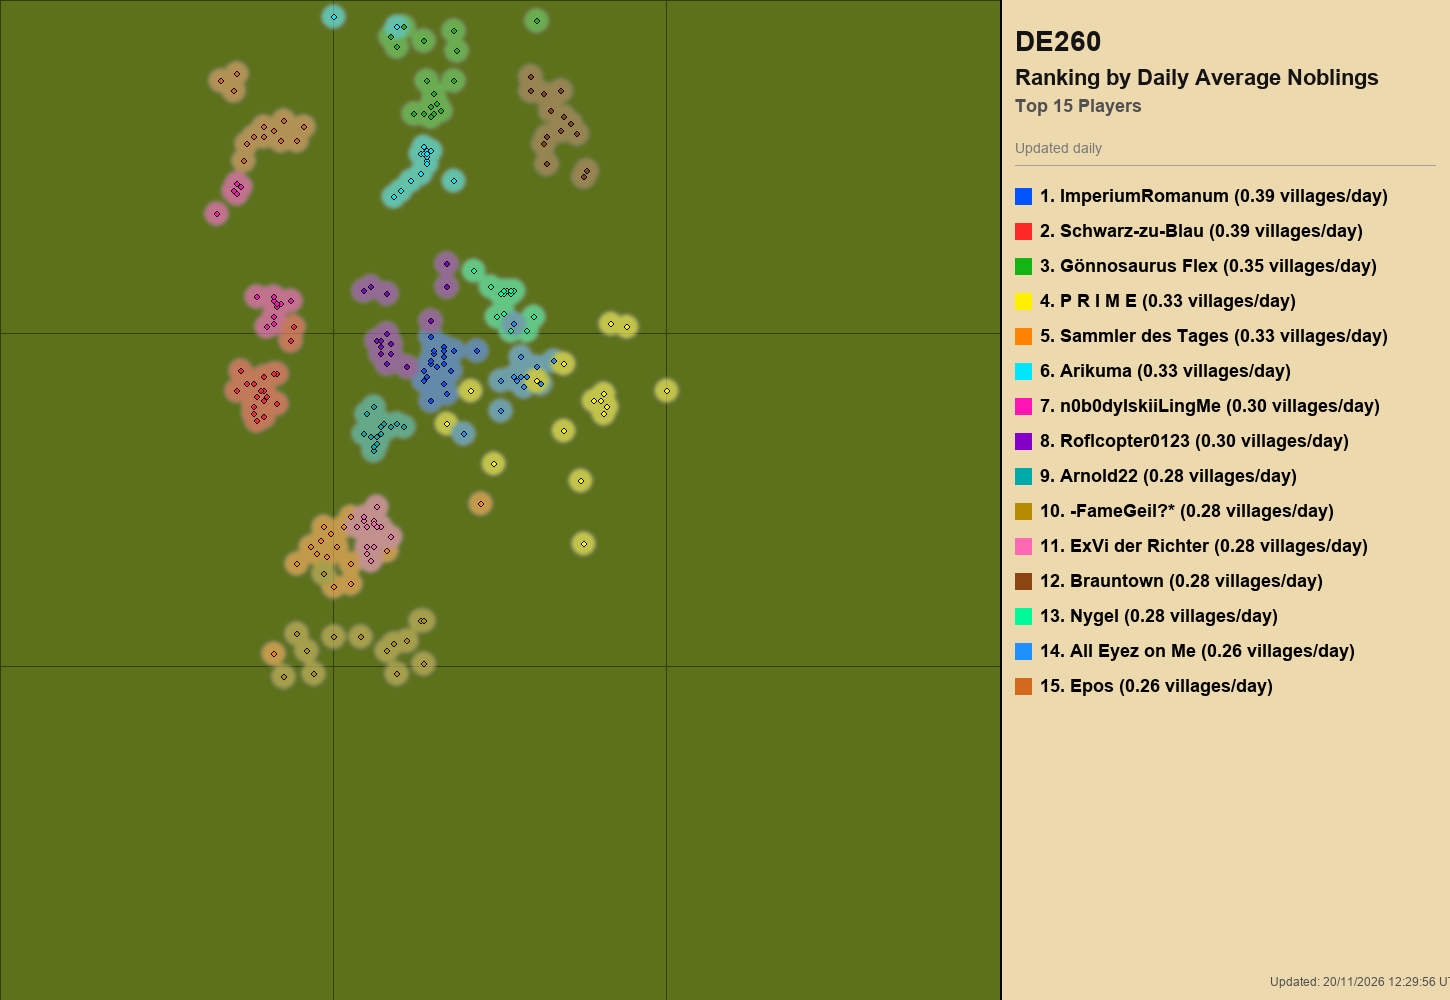 DE260
Ranking by Daily Average Noblings
Top 15 Players
Updated daily
1. ImperiumRomanum (0.39 villages/day)
2. Schwarz-zu-Blau (0.39 villages/day)
3. Gönnosaurus Flex (0.35 villages/day)
4. P R I M E (0.33 villages/day)
5. Sammler des Tages (0.33 villages/day)
6. Arikuma (0.33 villages/day)
7. n0b0dylskiiLingMe (0.30 villages/day)
8. Roflcopter0123 (0.30 villages/day)
9. Arnold22 (0.28 villages/day)
10. -FameGeil?* (0.28 villages/day)
11. ExVi der Richter (0.28 villages/day)
12. Brauntown (0.28 villages/day)
13. Nygel (0.28 villages/day)
14. All Eyez on Me (0.26 villages/day)
15. Epos (0.26 villages/day)
Updated: 20/11/2026 12:29:56